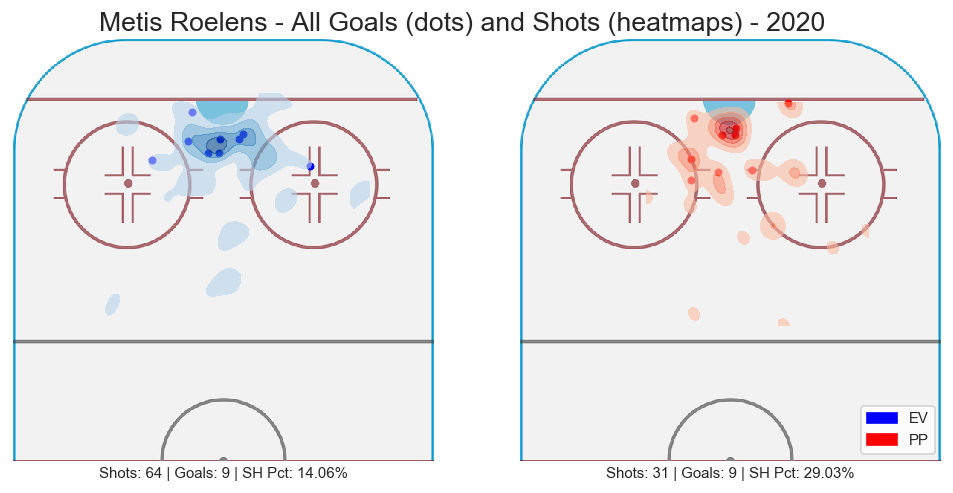 Metis Roelens - All Goals (dots) and Shots (heatmaps) - 2020
EV
PP
Shots: 64 | Goals: 9 | SH Pct: 14.06%
Shots: 31 | Goals: 9 | SH Pct: 29.03%